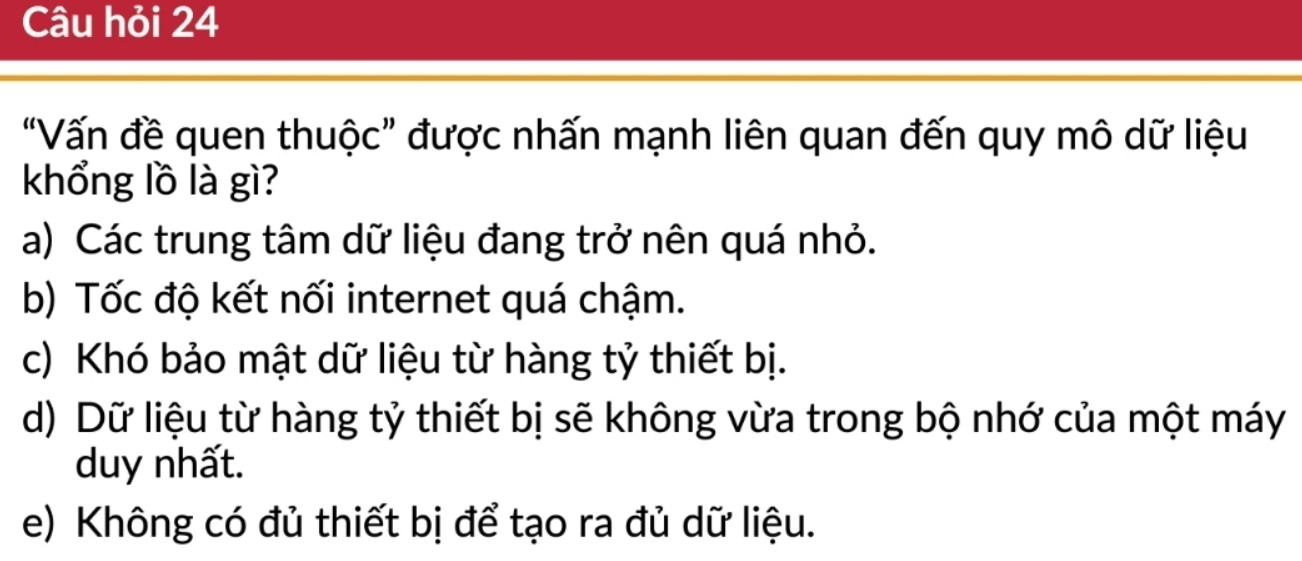 Câu hỏi 24
“Vấn đề quen thuộc” được nhấn mạnh liên quan đến quy mô dữ liệu
khổng lồ là gì?
a) Các trung tâm dữ liệu đang trở nên quá nhỏ.
b) Tốc độ kết nối internet quá chậm.
c) Khó bảo mật dữ liệu từ hàng tỷ thiết bị.
d) Dữ liệu từ hàng tỷ thiết bị sẽ không vừa trong bộ nhớ của một máy
duy nhất.
e) Không có đủ thiết bị để tạo ra đủ dữ liệu.